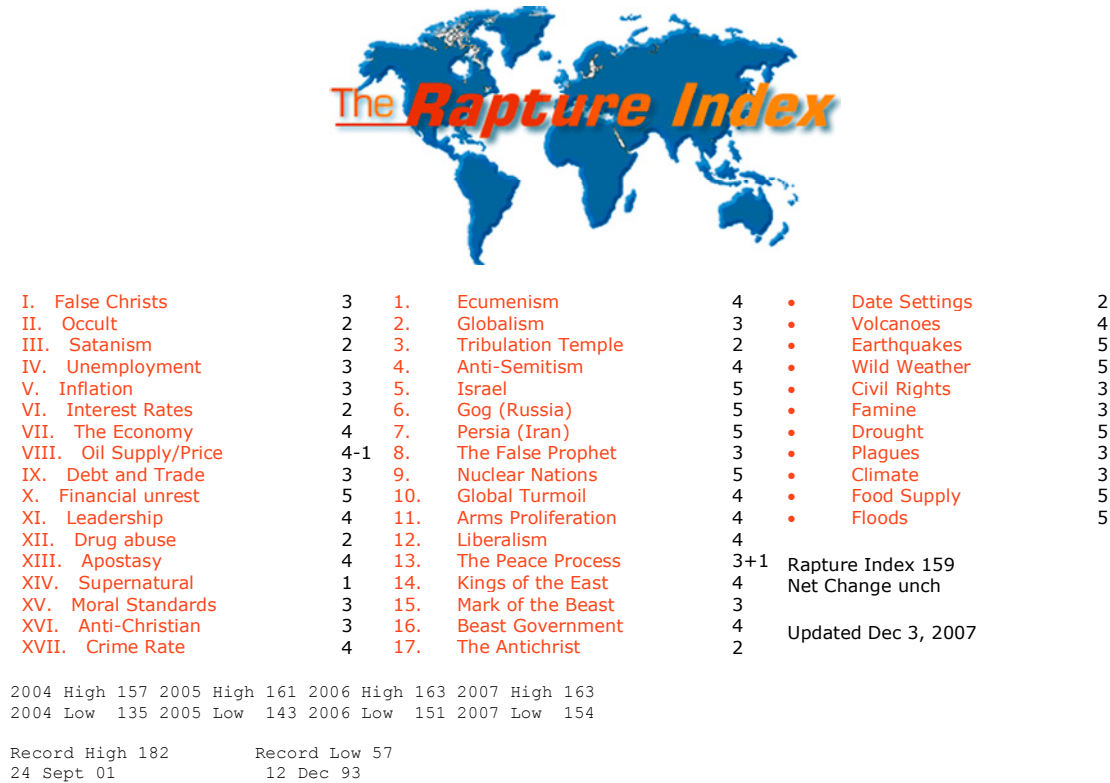 The Rapture Index
I. False Christs 3 1. Ecumenism 4 • Date Settings 2
II. Occult 2 2. Globalism 3 • Volcanoes 4
III. Satanism 2 3. Tribulation Temple 2 • Earthquakes 5
IV. Unemployment 3 4. Anti-Semitism 4 • Wild Weather 5
V. Inflation 3 5. Israel 5 • Civil Rights 3
VI. Interest Rates 2 6. Gog (Russia) 5 • Famine 3
VII. The Economy 4 7. Persia (Iran) 5 • Drought 5
VIII. Oil Supply/Price 4-1 8. The False Prophet 3 • Plagues 3
IX. Debt and Trade 3 9. Nuclear Nations 5 • Climate 3
X. Financial unrest 5 10. Global Turmoil 4 • Food Supply 5
XI. Leadership 4 11. Arms Proliferation 4 • Floods 5
XII. Drug abuse 2 12. Liberalism 4
XIII. Apostasy 4 13. The Peace Process 3+1 Rapture Index 159
XIV. Supernatural 1 14. Kings of the East 4 Net Change unch
XV. Moral Standards 3 15. Mark of the Beast 3
XVI. Anti-Christian 3 16. Beast Government 4 Updated Dec 3, 2007
XVII. Crime Rate 4 17. The Antichrist 2
2004 High 157 2005 High 161 2006 High 163 2007 High 163
2004 Low 135 2005 Low 143 2006 Low 151 2007 Low 154
Record High 182 Record Low 57
24 Sept 01 12 Dec 93